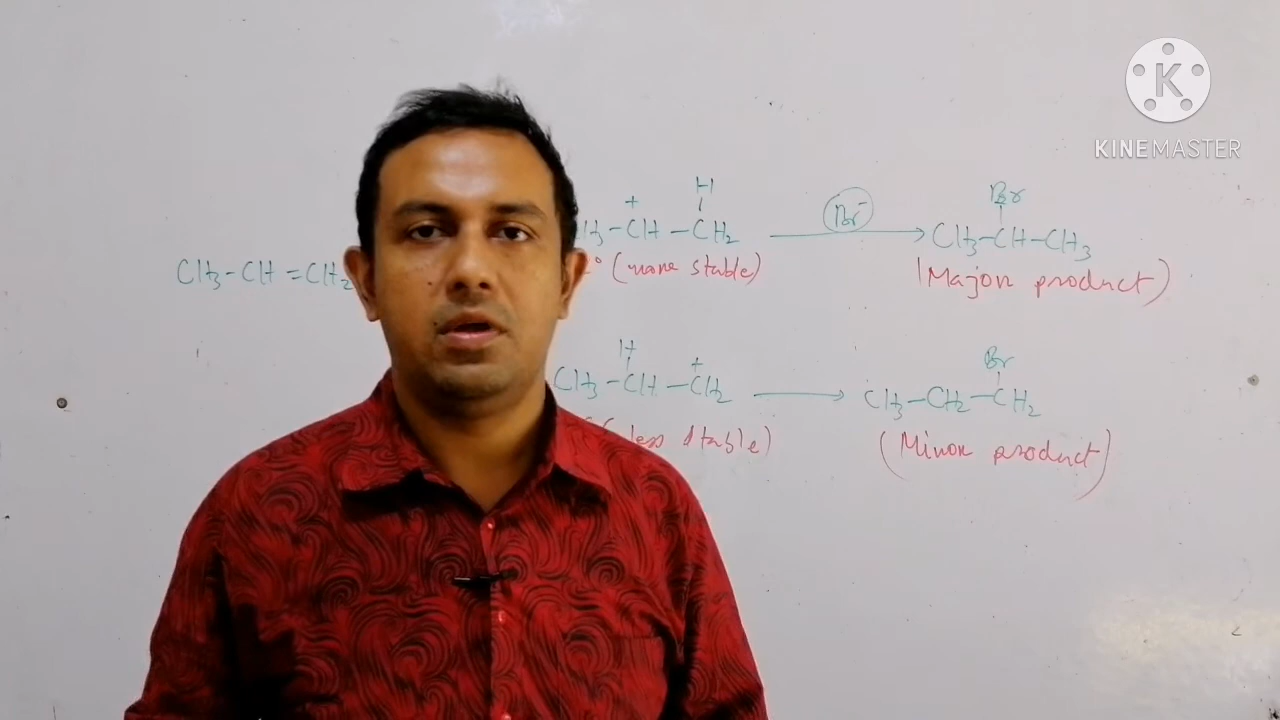 KINEMASTER
H
+
CH – CH₂
Br⁻
Br
CH₃–CH–CH₃
CH₃–CH=CH₂
° (more stable)
(Major product)
H
+
CH₃–CH–CH₂
Br
CH₃–CH₂–CH₂
(less stable)
(Minor product)